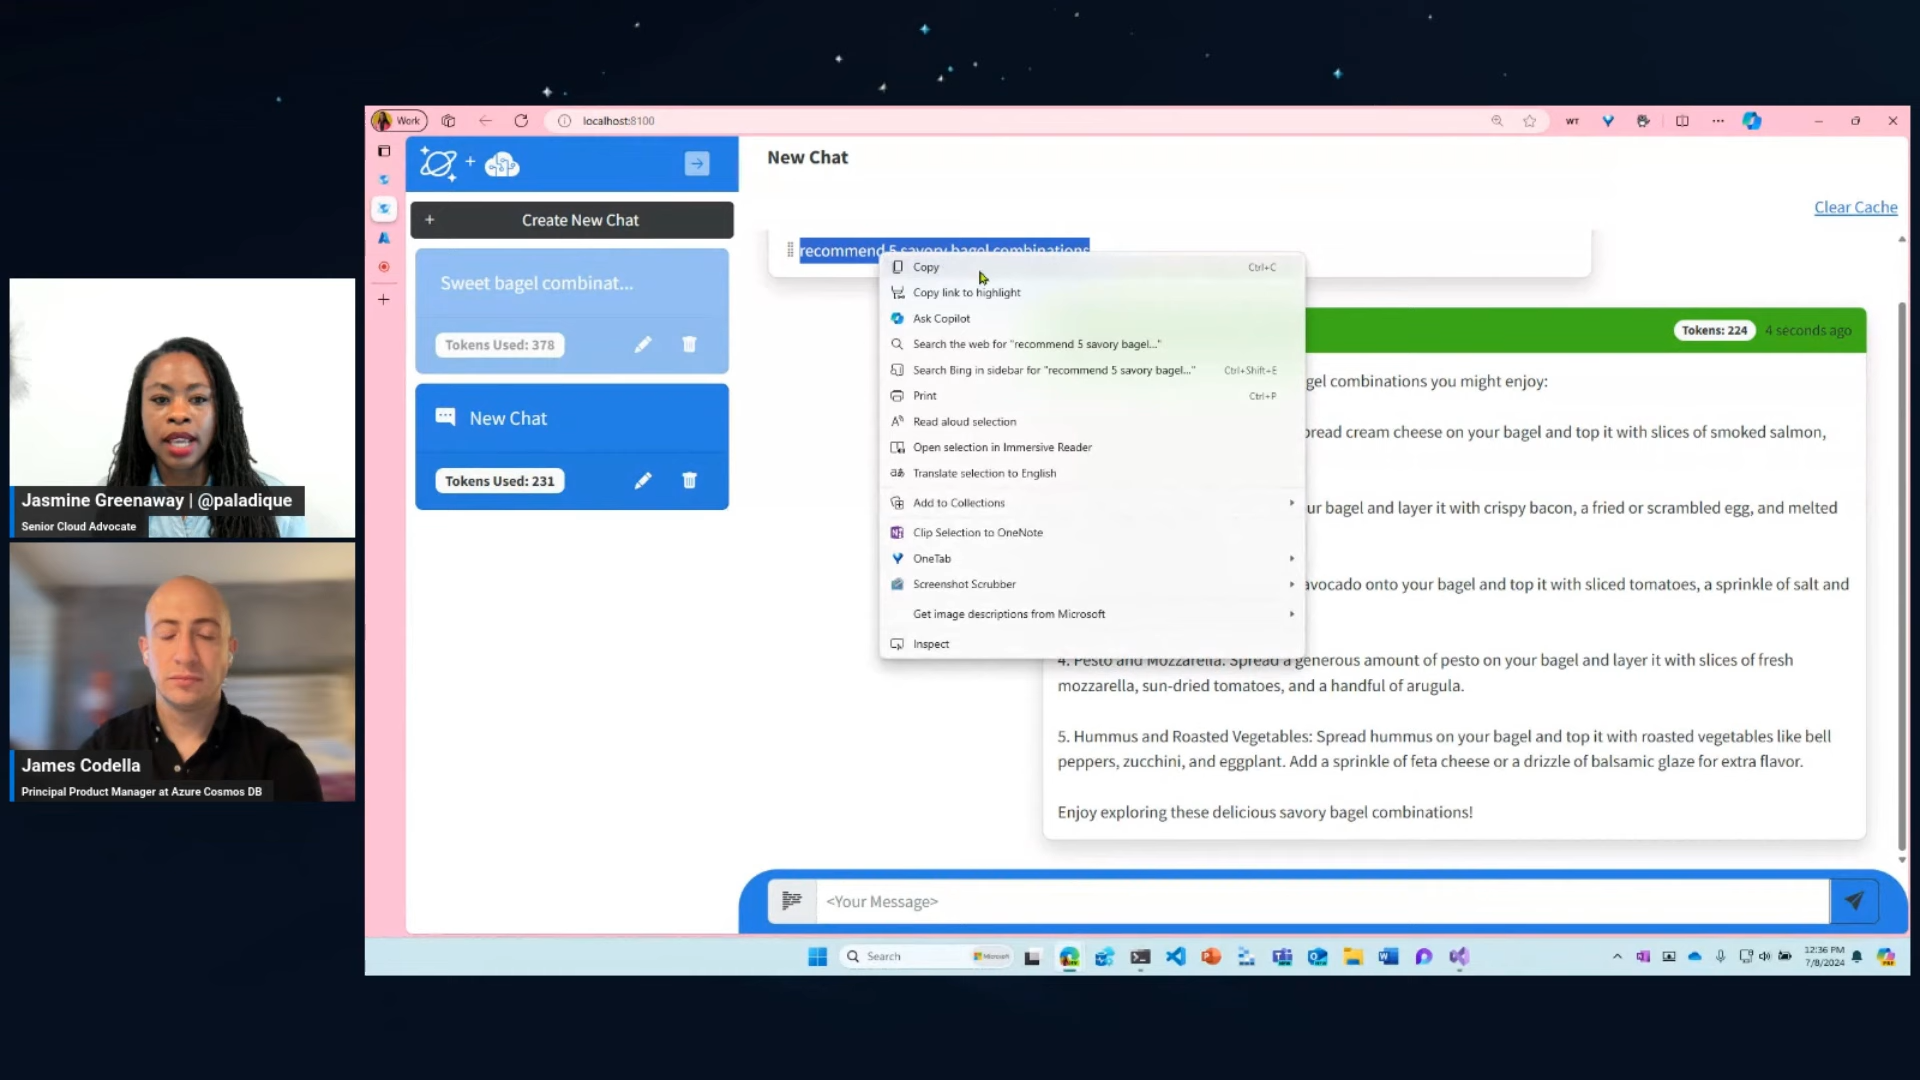 Work
localhost:8100
WT
+
New Chat
Clear Cache
+ Create New Chat
Sweet bagel combinat...
Tokens Used: 378
New Chat
Tokens Used: 231
recommend 5 savory bagel combinations
Copy Ctrl+C
Copy link to highlight
Ask Copilot
Search the web for "recommend 5 savory bagel..."
Search Bing in sidebar for "recommend 5 savory bagel..." Ctrl+Shift+E
Print Ctrl+P
Read aloud selection
Open selection in Immersive Reader
Translate selection to English
Add to Collections
Clip Selection to OneNote
OneTab
Screenshot Scrubber
Get image descriptions from Microsoft
Inspect
Tokens: 224 4 seconds ago
gel combinations you might enjoy:
pread cream cheese on your bagel and top it with slices of smoked salmon,
ur bagel and layer it with crispy bacon, a fried or scrambled egg, and melted
avocado onto your bagel and top it with sliced tomatoes, a sprinkle of salt and
4. Pesto and Mozzarella: Spread a generous amount of pesto on your bagel and layer it with slices of fresh
mozzarella, sun-dried tomatoes, and a handful of arugula.
5. Hummus and Roasted Vegetables: Spread hummus on your bagel and top it with roasted vegetables like bell
peppers, zucchini, and eggplant. Add a sprinkle of feta cheese or a drizzle of balsamic glaze for extra flavor.
Enjoy exploring these delicious savory bagel combinations!
<Your Message>
Search
Microsoft
12:36 PM
7/8/2024
Jasmine Greenaway | @paladique
Senior Cloud Advocate
James Codella
Principal Product Manager at Azure Cosmos DB